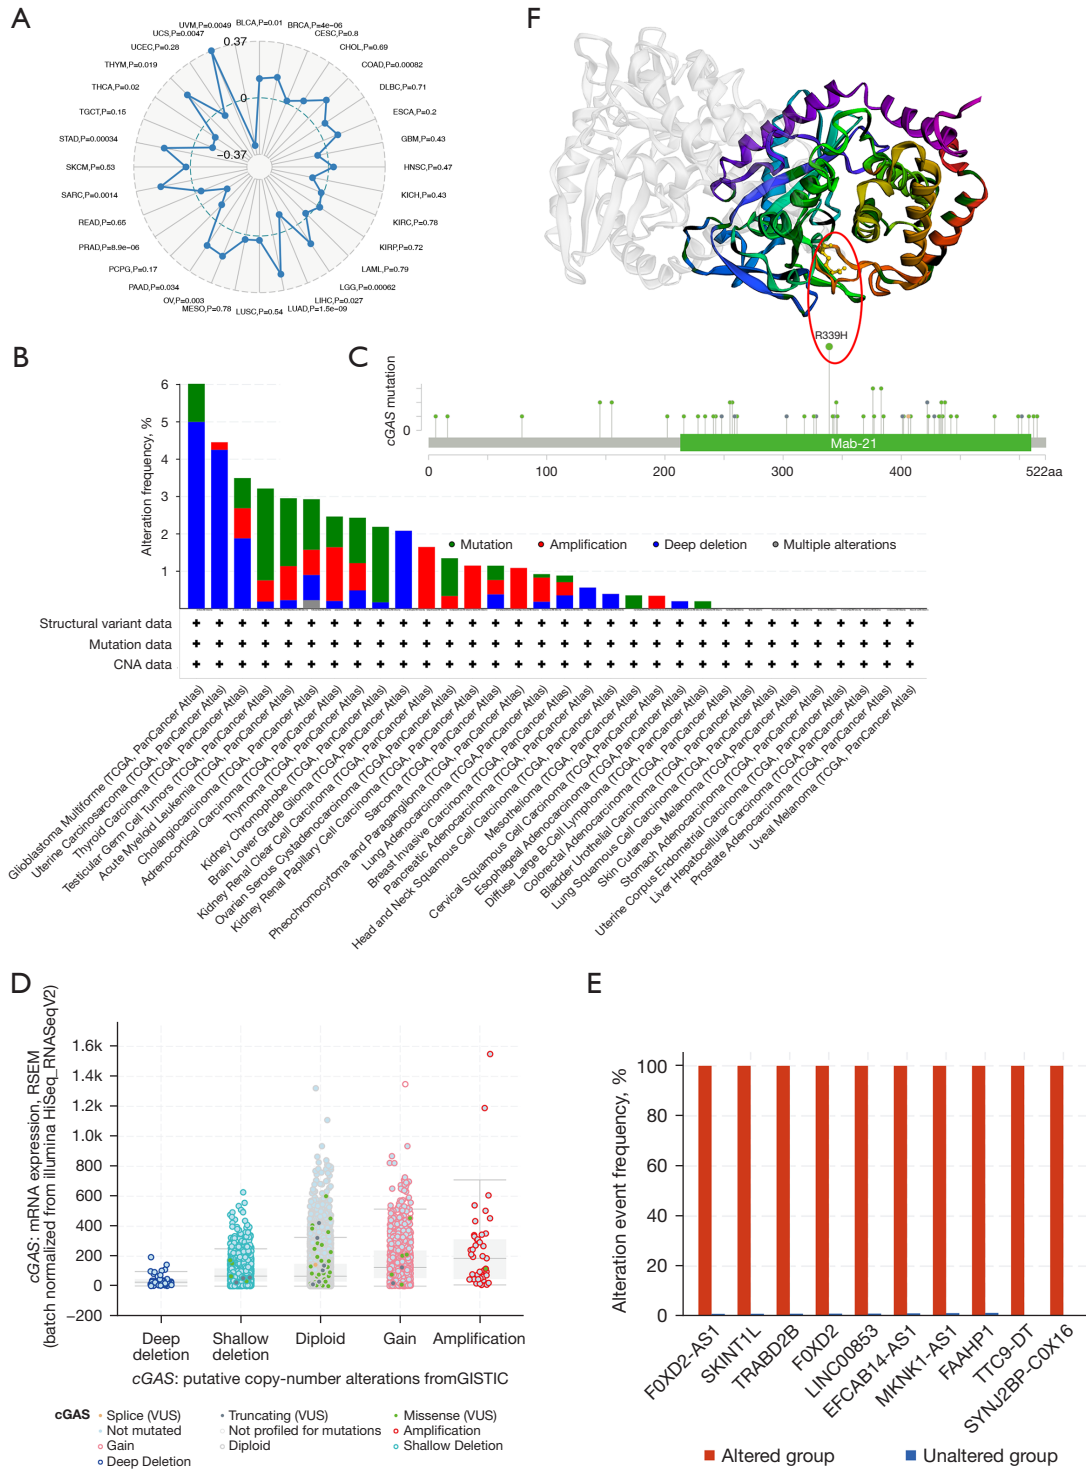 A
BLCA,P=0.01
BRCA,P=4e-06
CESC,P=0.8
CHOL,P=0.69
COAD,P=0.00082
DLBC,P=0.71
ESCA,P=0.2
GBM,P=0.43
HNSC,P=0.47
KICH,P=0.43
KIRC,P=0.78
KIRP,P=0.72
LAML,P=0.79
LGG,P=0.00062
LIHC,P=0.027
LUAD,P=1.5e-09
LUSC,P=0.54
MESO,P=0.78
OV,P=0.003
PAAD,P=0.034
PCPG,P=0.17
PRAD,P=8.9e-06
READ,P=0.65
SARC,P=0.0014
SKCM,P=0.53
STAD,P=0.00034
TGCT,P=0.15
THCA,P=0.02
THYM,P=0.019
UCEC,P=0.28
UCS,P=0.0047
UVM,P=0.0049
0.37
0
−0.37
F
R339H
B
Alteration frequency, %
6
5
4
3
2
1
Mutation
Amplification
Deep deletion
Multiple alterations
Structural variant data
Mutation data
CNA data
Glioblastoma Multiforme (TCGA, PanCancer Atlas)
Uterine Carcinosarcoma (TCGA, PanCancer Atlas)
Thyroid Carcinoma (TCGA, PanCancer Atlas)
Testicular Germ Cell Tumors (TCGA, PanCancer Atlas)
Acute Myeloid Leukemia (TCGA, PanCancer Atlas)
Cholangiocarcinoma (TCGA, PanCancer Atlas)
Adrenocortical Carcinoma (TCGA, PanCancer Atlas)
Thymoma (TCGA, PanCancer Atlas)
Kidney Chromophobe (TCGA, PanCancer Atlas)
Brain Lower Grade Glioma (TCGA, PanCancer Atlas)
Kidney Renal Clear Cell Carcinoma (TCGA, PanCancer Atlas)
Ovarian Serous Cystadenocarcinoma (TCGA, PanCancer Atlas)
Kidney Renal Papillary Cell Carcinoma (TCGA, PanCancer Atlas)
Sarcoma (TCGA, PanCancer Atlas)
Pheochromocytoma and Paraganglioma (TCGA, PanCancer Atlas)
Lung Adenocarcinoma (TCGA, PanCancer Atlas)
Breast Invasive Carcinoma (TCGA, PanCancer Atlas)
Pancreatic Adenocarcinoma (TCGA, PanCancer Atlas)
Head and Neck Squamous Cell Carcinoma (TCGA, PanCancer Atlas)
Mesothelioma (TCGA, PanCancer Atlas)
Cervical Squamous Cell Carcinoma (TCGA, PanCancer Atlas)
Esophageal Adenocarcinoma (TCGA, PanCancer Atlas)
Diffuse Large B-Cell Lymphoma (TCGA, PanCancer Atlas)
Colorectal Adenocarcinoma (TCGA, PanCancer Atlas)
Bladder Urothelial Carcinoma (TCGA, PanCancer Atlas)
Lung Squamous Cell Carcinoma (TCGA, PanCancer Atlas)
Skin Cutaneous Melanoma (TCGA, PanCancer Atlas)
Stomach Adenocarcinoma (TCGA, PanCancer Atlas)
Uterine Corpus Endometrial Carcinoma (TCGA, PanCancer Atlas)
Liver Hepatocellular Carcinoma (TCGA, PanCancer Atlas)
Prostate Adenocarcinoma (TCGA, PanCancer Atlas)
Uveal Melanoma (TCGA, PanCancer Atlas)
C
cGAS mutation
0
Mab-21
0 100 200 300 400 522aa
D
cGAS: mRNA expression, RSEM
(batch normalized from illumina HiSeq_RNASeqV2)
1.6k
1.4k
1.2k
1.0k
800
600
400
200
0
−200
Deep deletion
Shallow deletion
Diploid
Gain
Amplification
cGAS: putative copy-number alterations fromGISTIC
cGAS
Splice (VUS)
Truncating (VUS)
Missense (VUS)
Not mutated
Not profiled for mutations
Amplification
Gain
Diploid
Shallow Deletion
Deep Deletion
E
Alteration event frequency, %
100
80
60
40
20
0
F0XD2-AS1
SKINT1L
TRABD2B
F0XD2
LINC00853
EFCAB14-AS1
MKNK1-AS1
FAAHP1
TTC9-DT
SYNJ2BP-C0X16
Altered group
Unaltered group